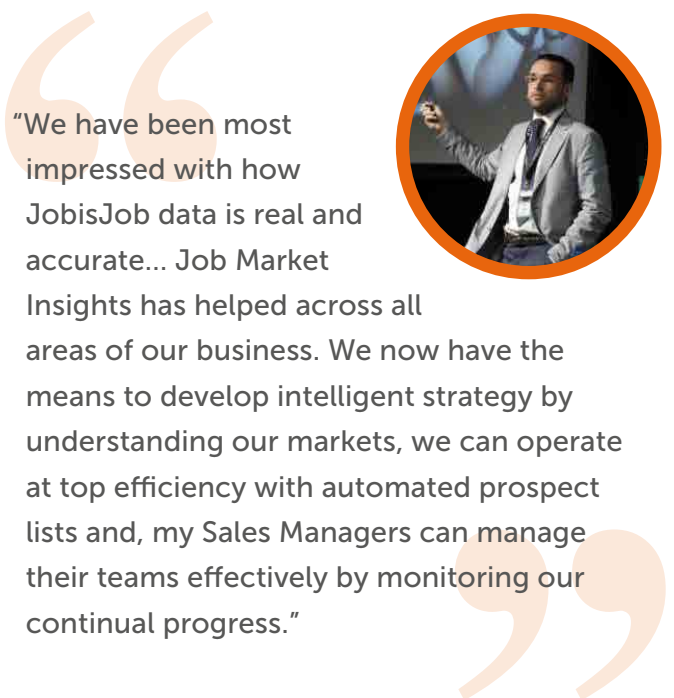 “We have been most
impressed with how
JobisJob data is real and
accurate... Job Market
Insights has helped across all
areas of our business. We now have the
means to develop intelligent strategy by
understanding our markets, we can operate
at top efficiency with automated prospect
lists and, my Sales Managers can manage
their teams effectively by monitoring our
continual progress.”